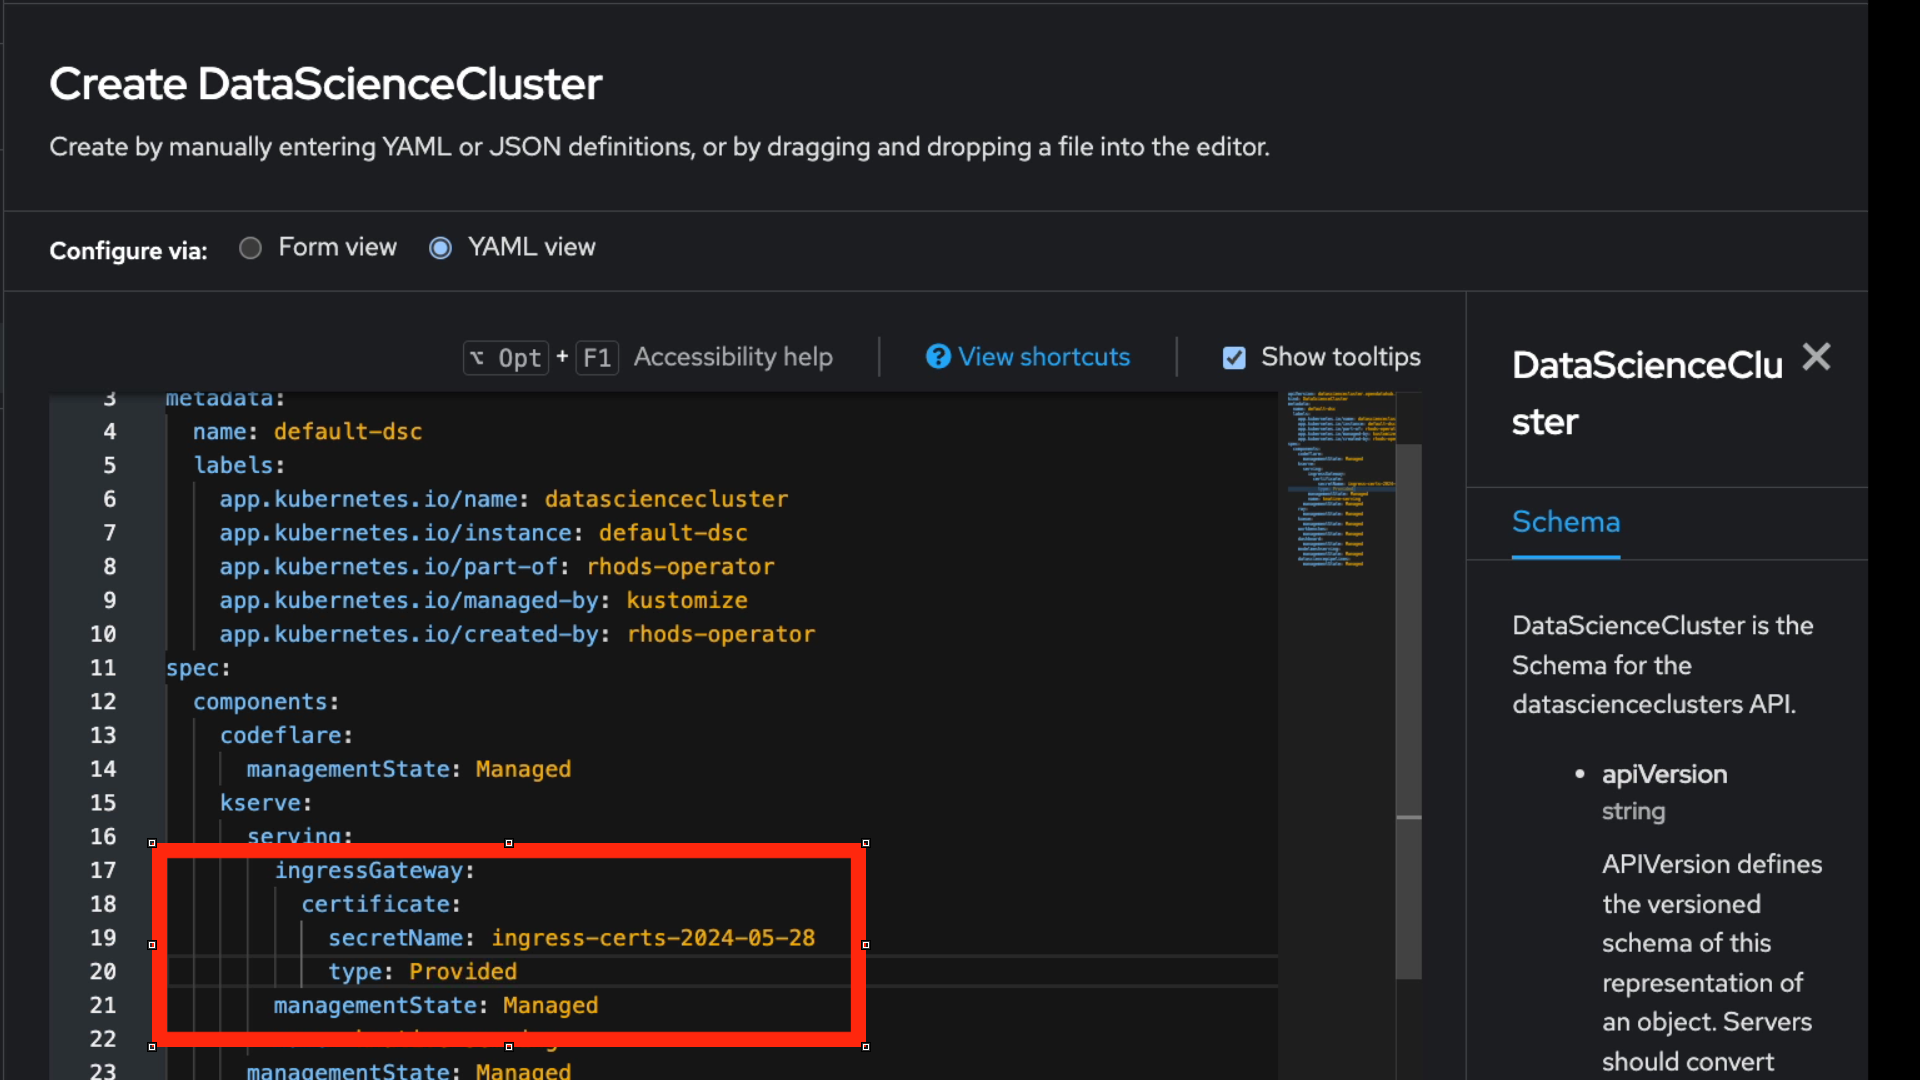 Create DataScienceCluster
Create by manually entering YAML or JSON definitions, or by dragging and dropping a file into the editor.
Configure via: Form view YAML view
⌥ Opt + F1 Accessibility help View shortcuts Show tooltips
3 metadata:
4 name: default-dsc
5 labels:
6 app.kubernetes.io/name: datasciencecluster
7 app.kubernetes.io/instance: default-dsc
8 app.kubernetes.io/part-of: rhods-operator
9 app.kubernetes.io/managed-by: kustomize
10 app.kubernetes.io/created-by: rhods-operator
11 spec:
12 components:
13 codeflare:
14 managementState: Managed
15 kserve:
16 serving:
17 ingressGateway:
18 certificate:
19 secretName: ingress-certs-2024-05-28
20 type: Provided
21 managementState: Managed
22
23 managementState: Managed
DataScienceClu
ster
Schema
DataScienceCluster is the
Schema for the
datascienceclusters API.
• apiVersion
string
APIVersion defines
the versioned
schema of this
representation of
an object. Servers
should convert